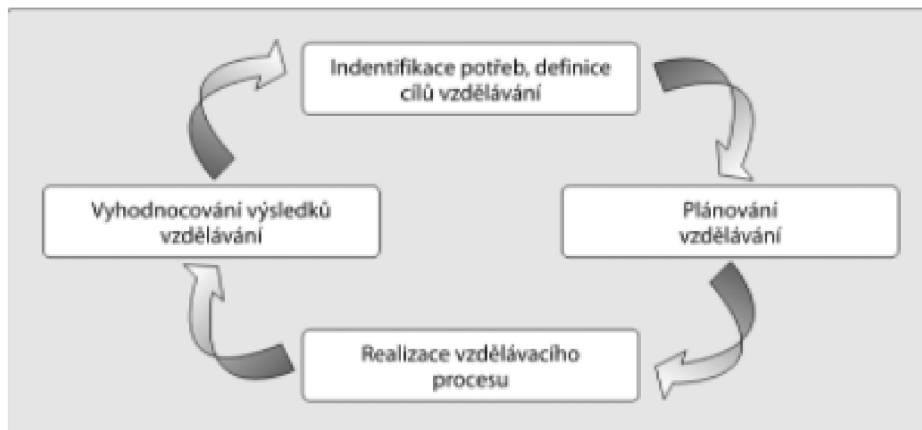 Indentifikace potřeb, definice
cílů vzdělávání
Vyhodnocování výsledků
vzdělávání
Plánování
vzdělávání
Realizace vzdělávacího
procesu